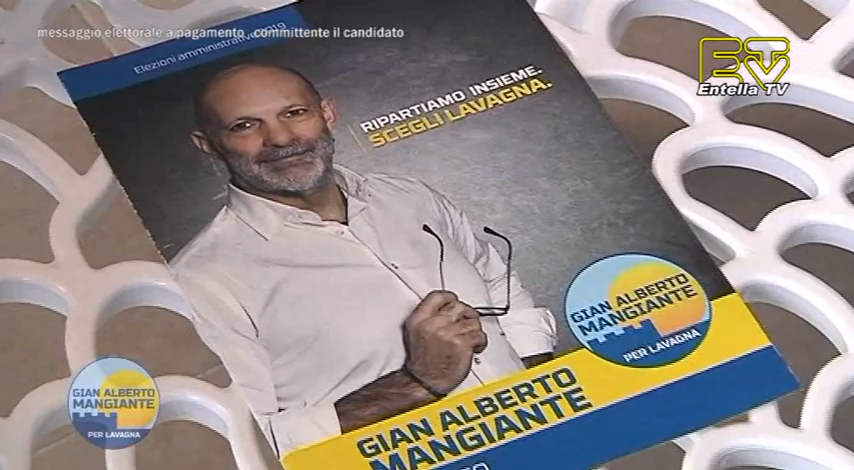 messaggio elettorale a pagamento committente il candidato
ETV
Entella TV
Elezioni amministrative 2019
RIPARTIAMO INSIEME.
SCEGLI LAVAGNA.
GIAN ALBERTO
MANGIANTE
PER LAVAGNA
GIAN ALBERTO
MANGIANTE
GIAN ALBERTO
MANGIANTE
PER LAVAGNA